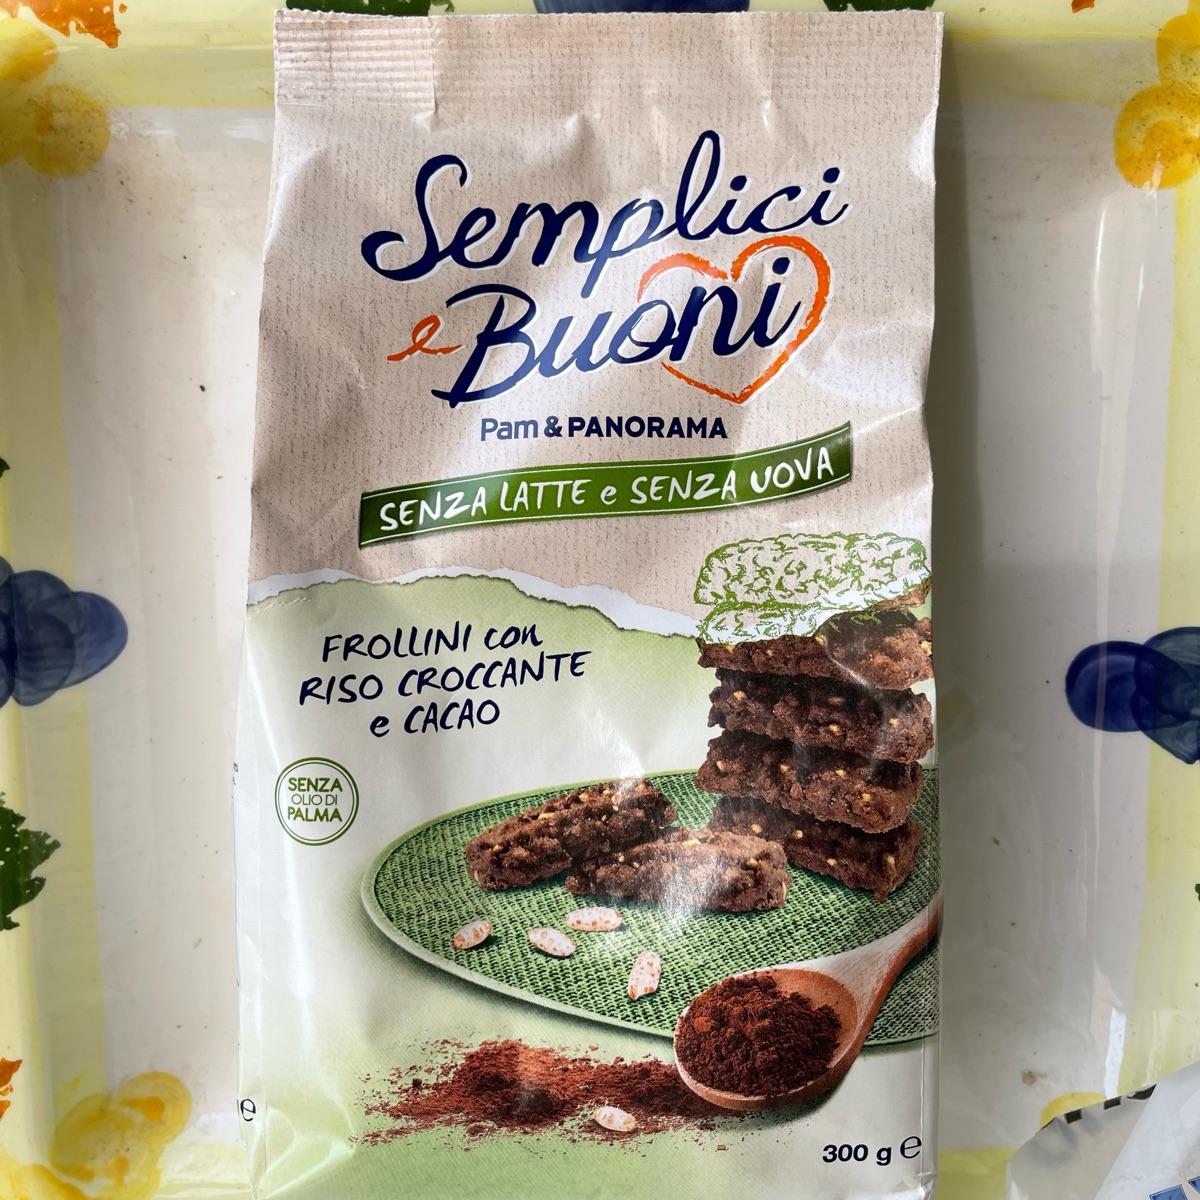 Semplici
e Buoni
Pam & PANORAMA
SENZA LATTE e SENZA UOVA
FROLLINI con
RISO CROCCANTE
e CACAO
SENZA
OLIO DI
PALMA
300 g e
e